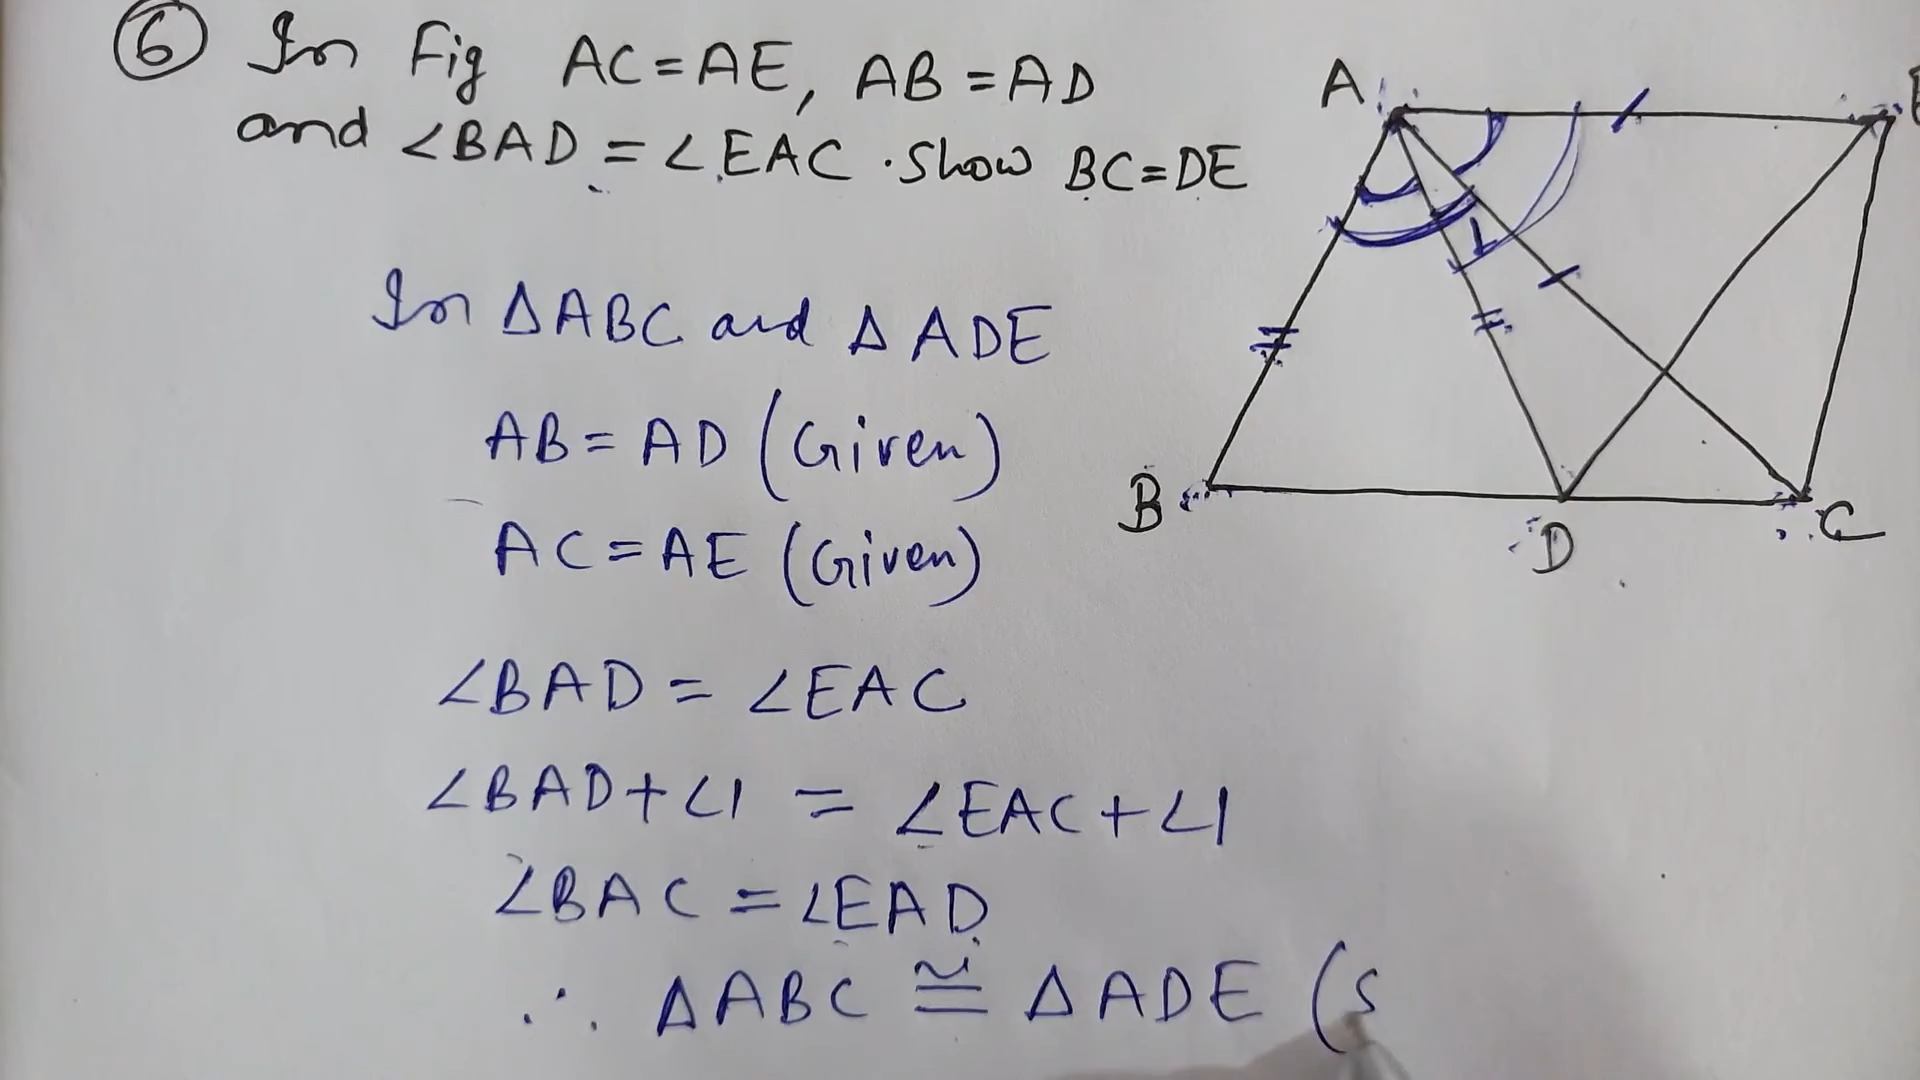 6 In Fig AC = AE, AB = AD
and ∠BAD = ∠EAC . Show BC = DE
In ΔABC and ΔADE
AB = AD (Given)
AC = AE (Given)
∠BAD = ∠EAC
∠BAD + ∠1 = ∠EAC + ∠1
∠BAC = ∠EAD
∴ ΔABC ≅ ΔADE (S
A
E
1
B
D
C